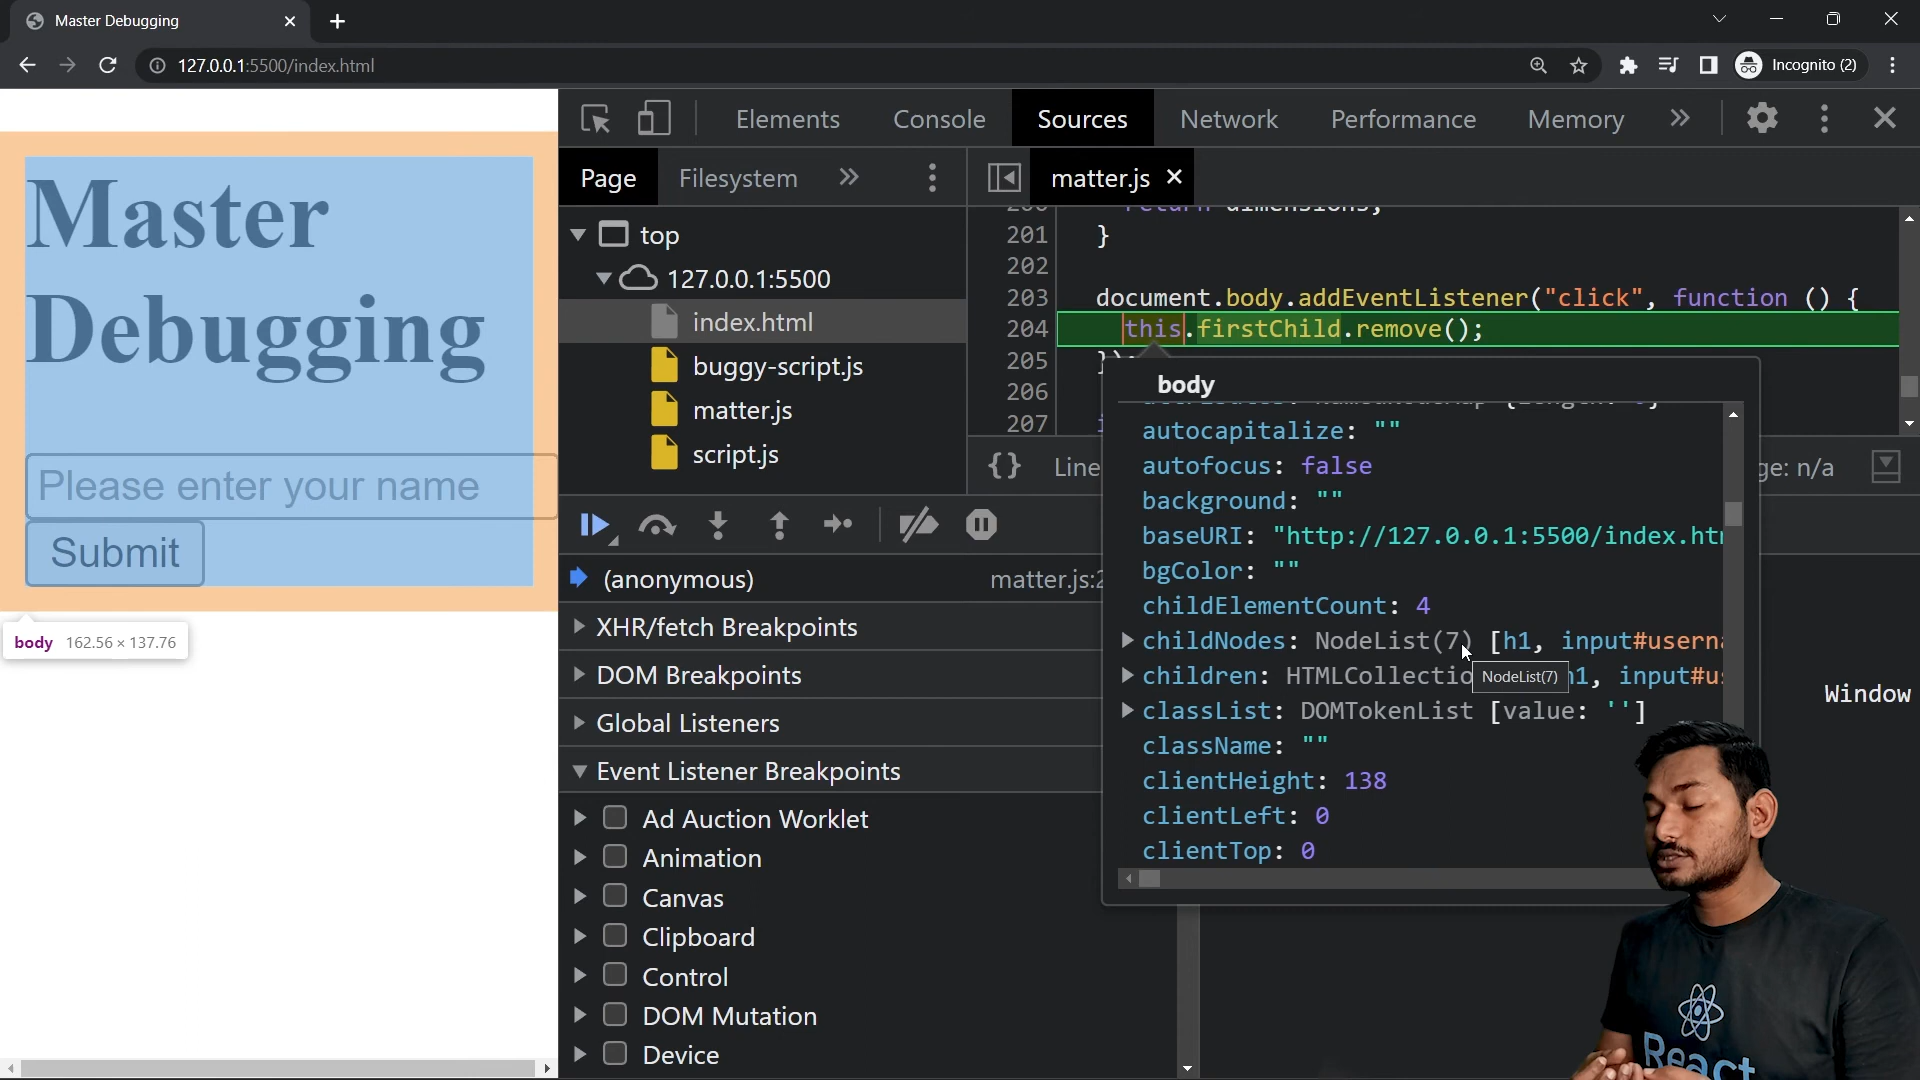 Master Debugging
127.0.0.1:5500/index.html
Incognito (2)
Master
Debugging
Please enter your name
Submit
body 162.56 × 137.76
Elements Console Sources Network Performance Memory
Page Filesystem
matter.js
top
127.0.0.1:5500
index.html
buggy-script.js
matter.js
script.js
201 }
202
203 document.body.addEventListener("click", function () {
204 this.firstChild.remove();
205
206
207
{} Line
ge: n/a
(anonymous) matter.js:2
XHR/fetch Breakpoints
DOM Breakpoints
Global Listeners
Event Listener Breakpoints
Ad Auction Worklet
Animation
Canvas
Clipboard
Control
DOM Mutation
Device
body
autocapitalize: ""
autofocus: false
background: ""
baseURI: "http://127.0.0.1:5500/index.htm
bgColor: ""
childElementCount: 4
childNodes: NodeList(7) [h1, input#userna
children: HTMLCollectio h1, input#us
NodeList(7)
classList: DOMTokenList [value: '']
className: ""
clientHeight: 138
clientLeft: 0
clientTop: 0
Window
React